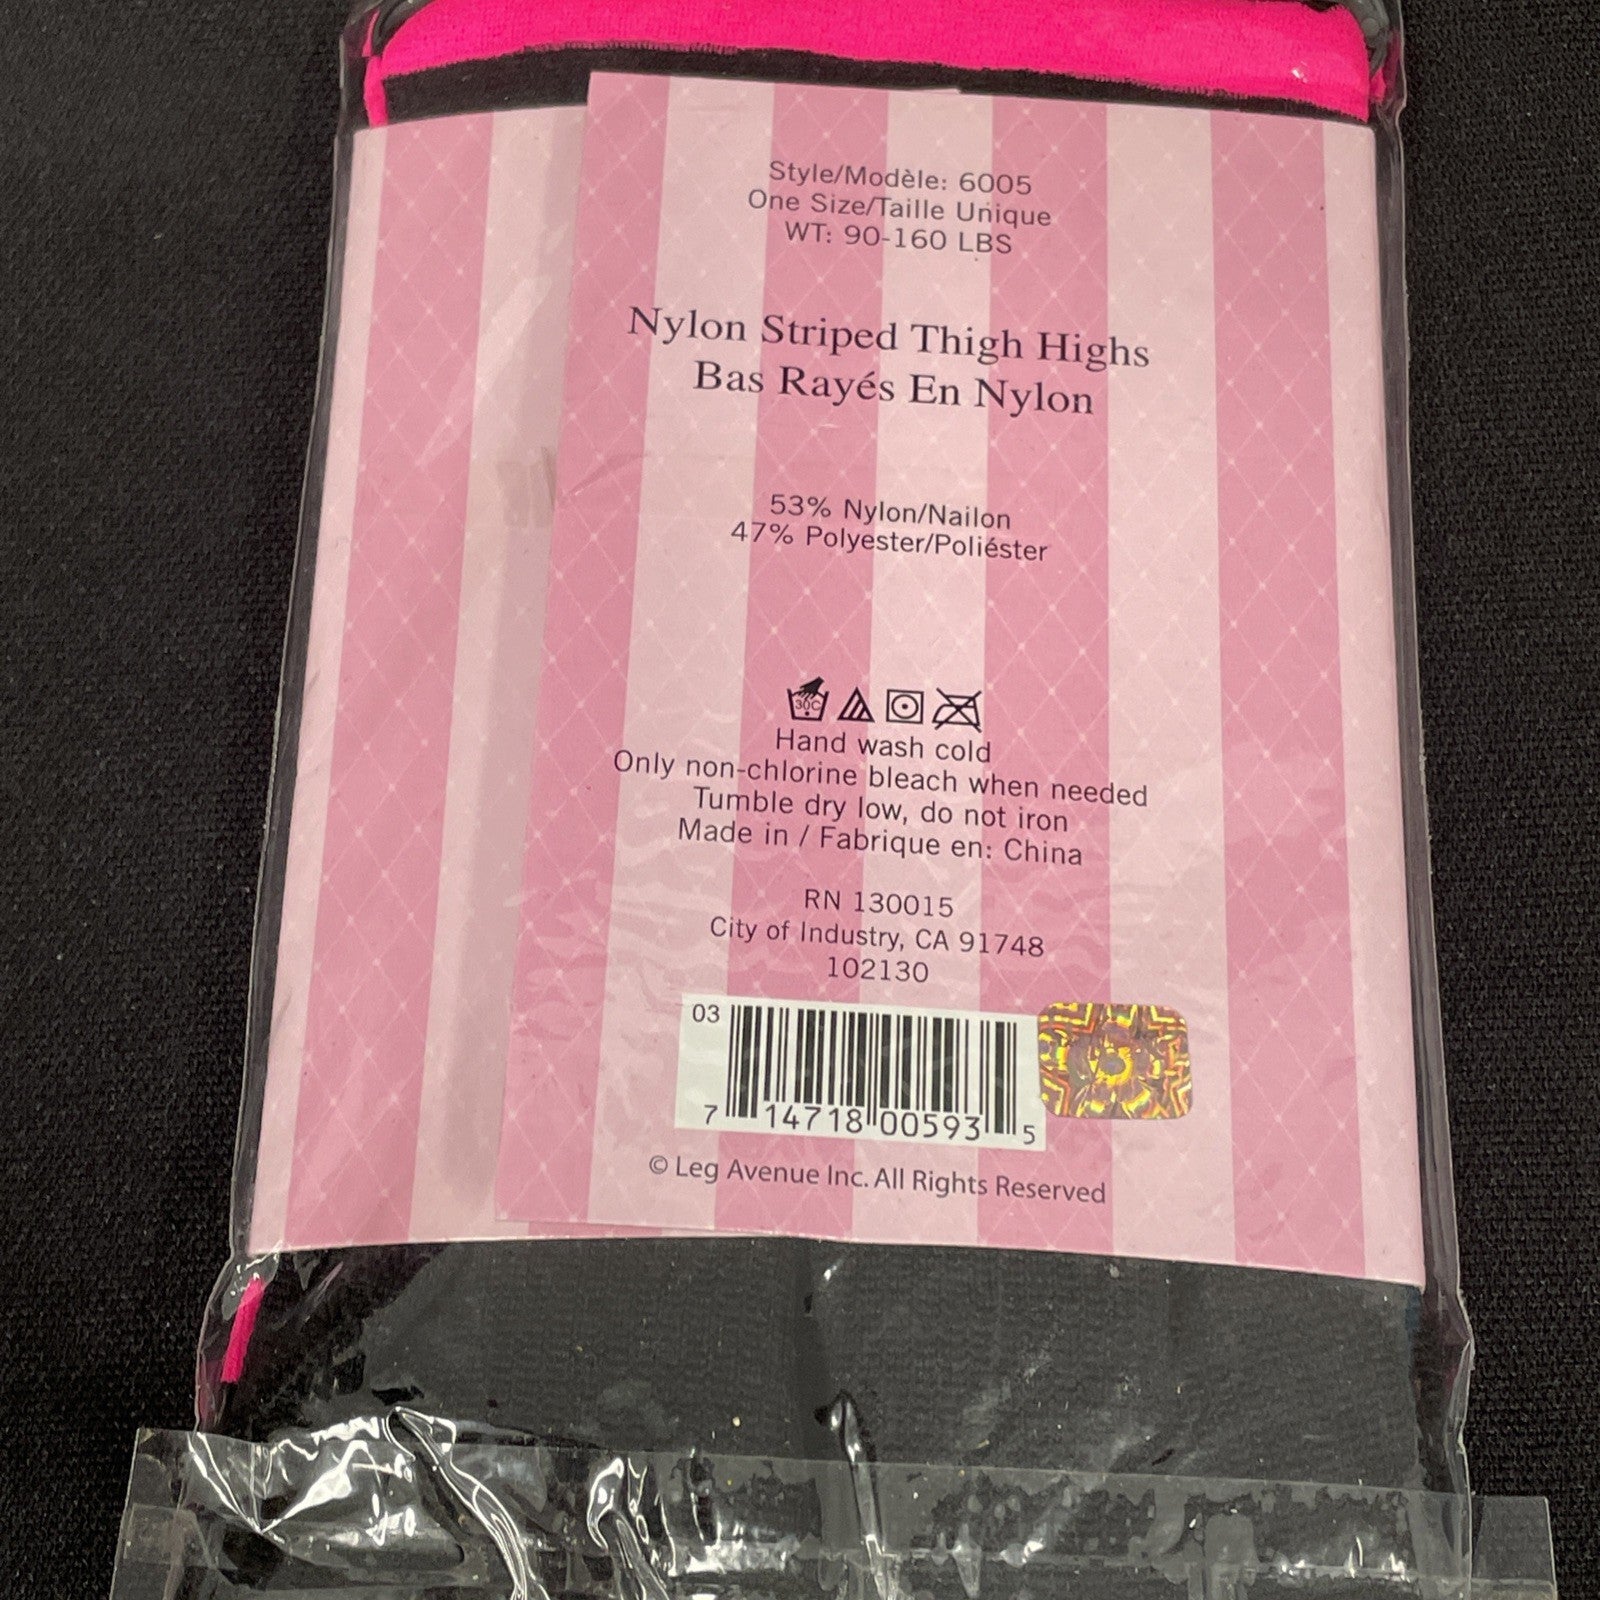 Style/Modèle: 6005
One Size/Taille Unique
WT: 90-160 LBS
Nylon Striped Thigh Highs
Bas Rayés En Nylon
53% Nylon/Nailon
47% Polyester/Poliéster
30C
Hand wash cold
Only non-chlorine bleach when needed
Tumble dry low, do not iron
Made in / Fabrique en: China
RN 130015
City of Industry, CA 91748
102130
03
7 14718 00593 5
© Leg Avenue Inc. All Rights Reserved